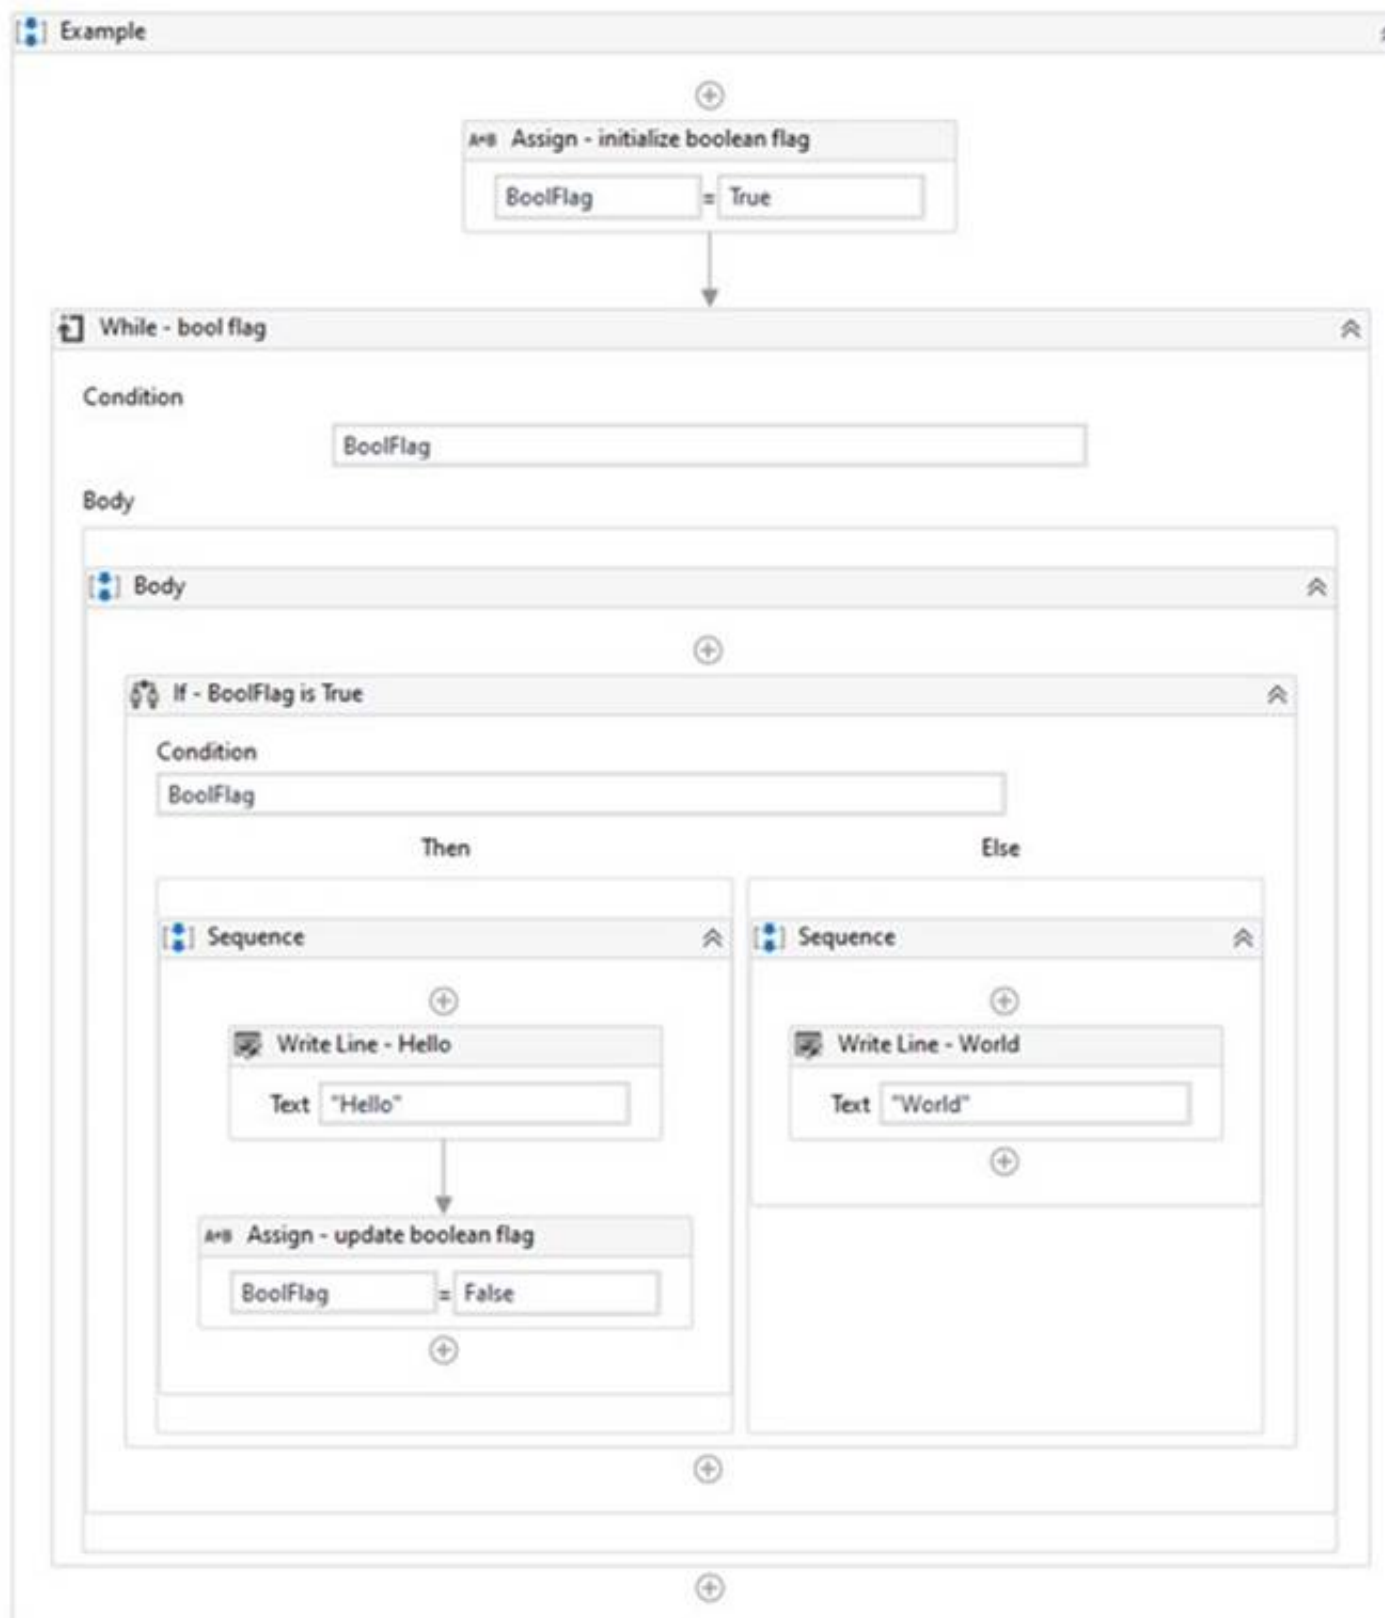 Example
A+B Assign - initialize boolean flag
BoolFlag = True
While - bool flag
Condition
BoolFlag
Body
Body
If - BoolFlag is True
Condition
BoolFlag
Then Else
Sequence Sequence
Write Line - Hello Write Line - World
Text "Hello" Text "World"
A+B Assign - update boolean flag
BoolFlag = False